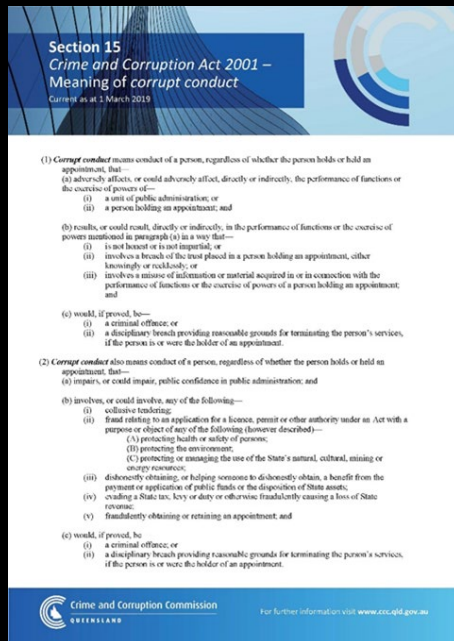 Section 15
Crime and Corruption Act 2001 –
Meaning of corrupt conduct
Current as at 1 March 2019
(1) Corrupt conduct means conduct of a person, regardless of whether the person holds or held an
appointment, that—
(a) adversely affects, or could adversely affect, directly or indirectly, the performance of functions or
the exercise of powers of—
(i) a unit of public administration; or
(ii) a person holding an appointment; and
(b) results, or could result, directly or indirectly, in the performance of functions or the exercise of
powers mentioned in paragraph (a) in a way that—
(i) is not honest or is not impartial; or
(ii) involves a breach of the trust placed in a person holding an appointment, either
knowingly or recklessly; or
(iii) involves a misuse of information or material acquired in or in connection with the
performance of functions or the exercise of powers of a person holding an appointment;
and
(c) would, if proved, be—
(i) a criminal offence; or
(ii) a disciplinary breach providing reasonable grounds for terminating the person's services,
if the person is or were the holder of an appointment.
(2) Corrupt conduct also means conduct of a person, regardless of whether the person holds or held an
appointment, that—
(a) impairs, or could impair, public confidence in public administration; and
(b) involves, or could involve, any of the following—
(i) collusive tendering;
(ii) fraud relating to an application for a licence, permit or other authority under an Act with a
purpose or object of any of the following (however described)—
(A) protecting health or safety of persons;
(B) protecting the environment;
(C) protecting or managing the use of the State's natural, cultural, mining or
energy resources;
(iii) dishonestly obtaining, or helping someone to dishonestly obtain, a benefit from the
payment or application of public funds or the disposition of State assets;
(iv) evading a State tax, levy or duty or otherwise fraudulently causing a loss of State
revenue;
(v) fraudulently obtaining or retaining an appointment; and
(c) would, if proved, be
(i) a criminal offence; or
(ii) a disciplinary breach providing reasonable grounds for terminating the person's services,
if the person is or were the holder of an appointment.
Crime and Corruption Commission
QUEENSLAND
For further information visit www.ccc.qld.gov.au